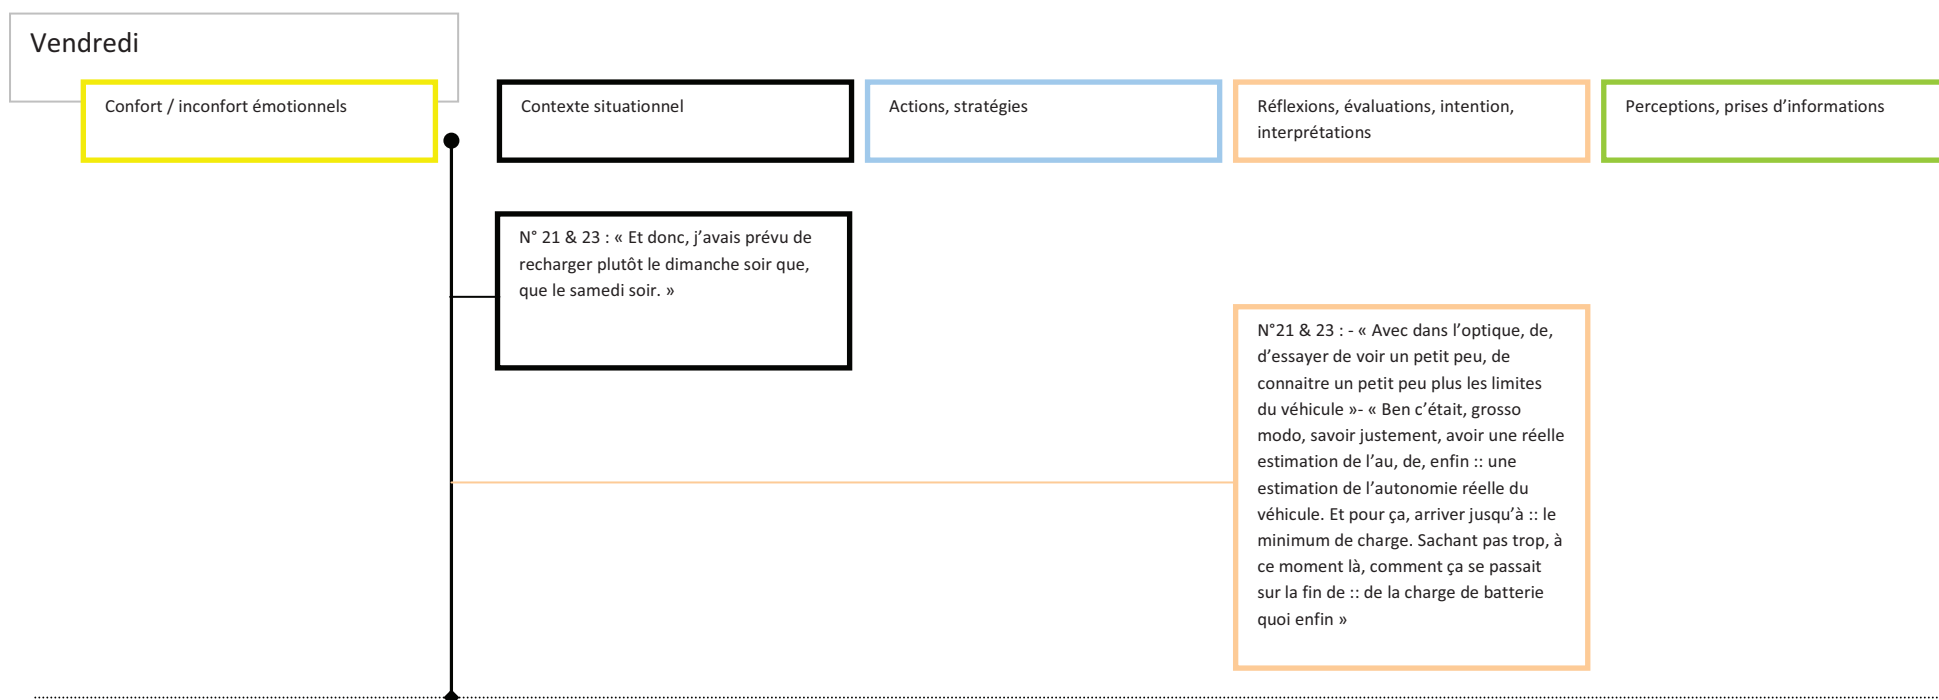 Vendredi
Confort / inconfort émotionnels
Contexte situationnel
Actions, stratégies
Réflexions, évaluations, intention,
interprétations
Perceptions, prises d’informations
N° 21 & 23 : « Et donc, j’avais prévu de
recharger plutôt le dimanche soir que,
que le samedi soir. »
N°21 & 23 : - « Avec dans l’optique, de,
d’essayer de voir un petit peu, de
connaitre un petit peu plus les limites
du véhicule »- « Ben c’était, grosso
modo, savoir justement, avoir une réelle
estimation de l’au, de, enfin :: une
estimation de l’autonomie réelle du
véhicule. Et pour ça, arriver jusqu’à :: le
minimum de charge. Sachant pas trop, à
ce moment là, comment ça se passait
sur la fin de :: de la charge de batterie
quoi enfin »